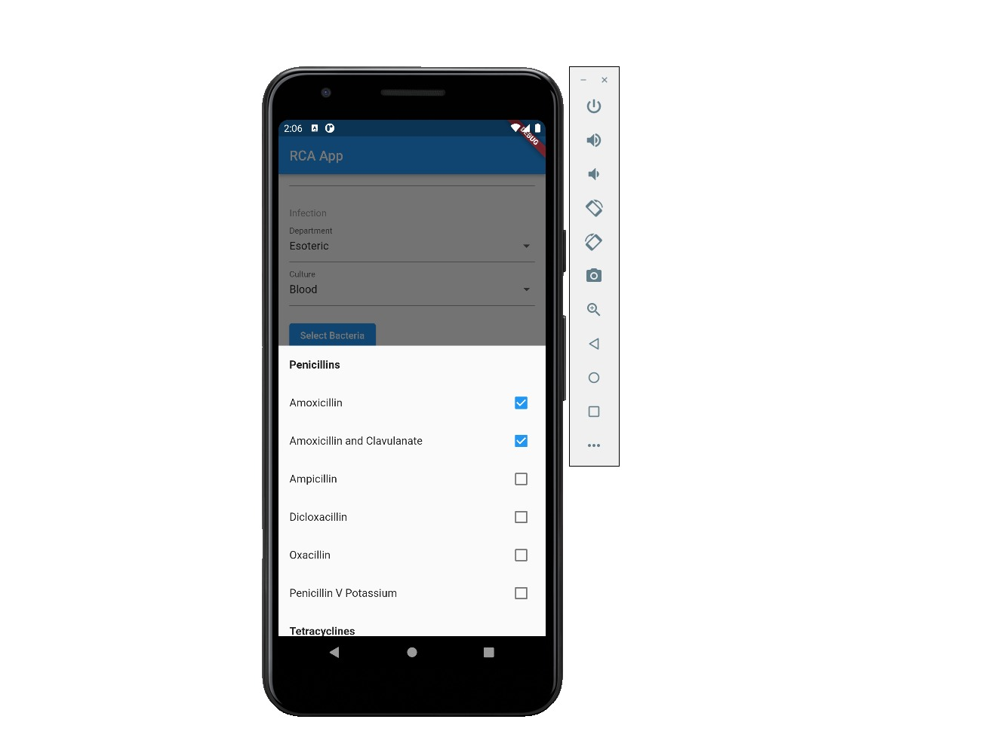 2:06
DEBUG
RCA App
Infection
Department
Esoteric
Culture
Blood
Select Bacteria
Penicillins
Amoxicillin
Amoxicillin and Clavulanate
Ampicillin
Dicloxacillin
Oxacillin
Penicillin V Potassium
Tetracyclines